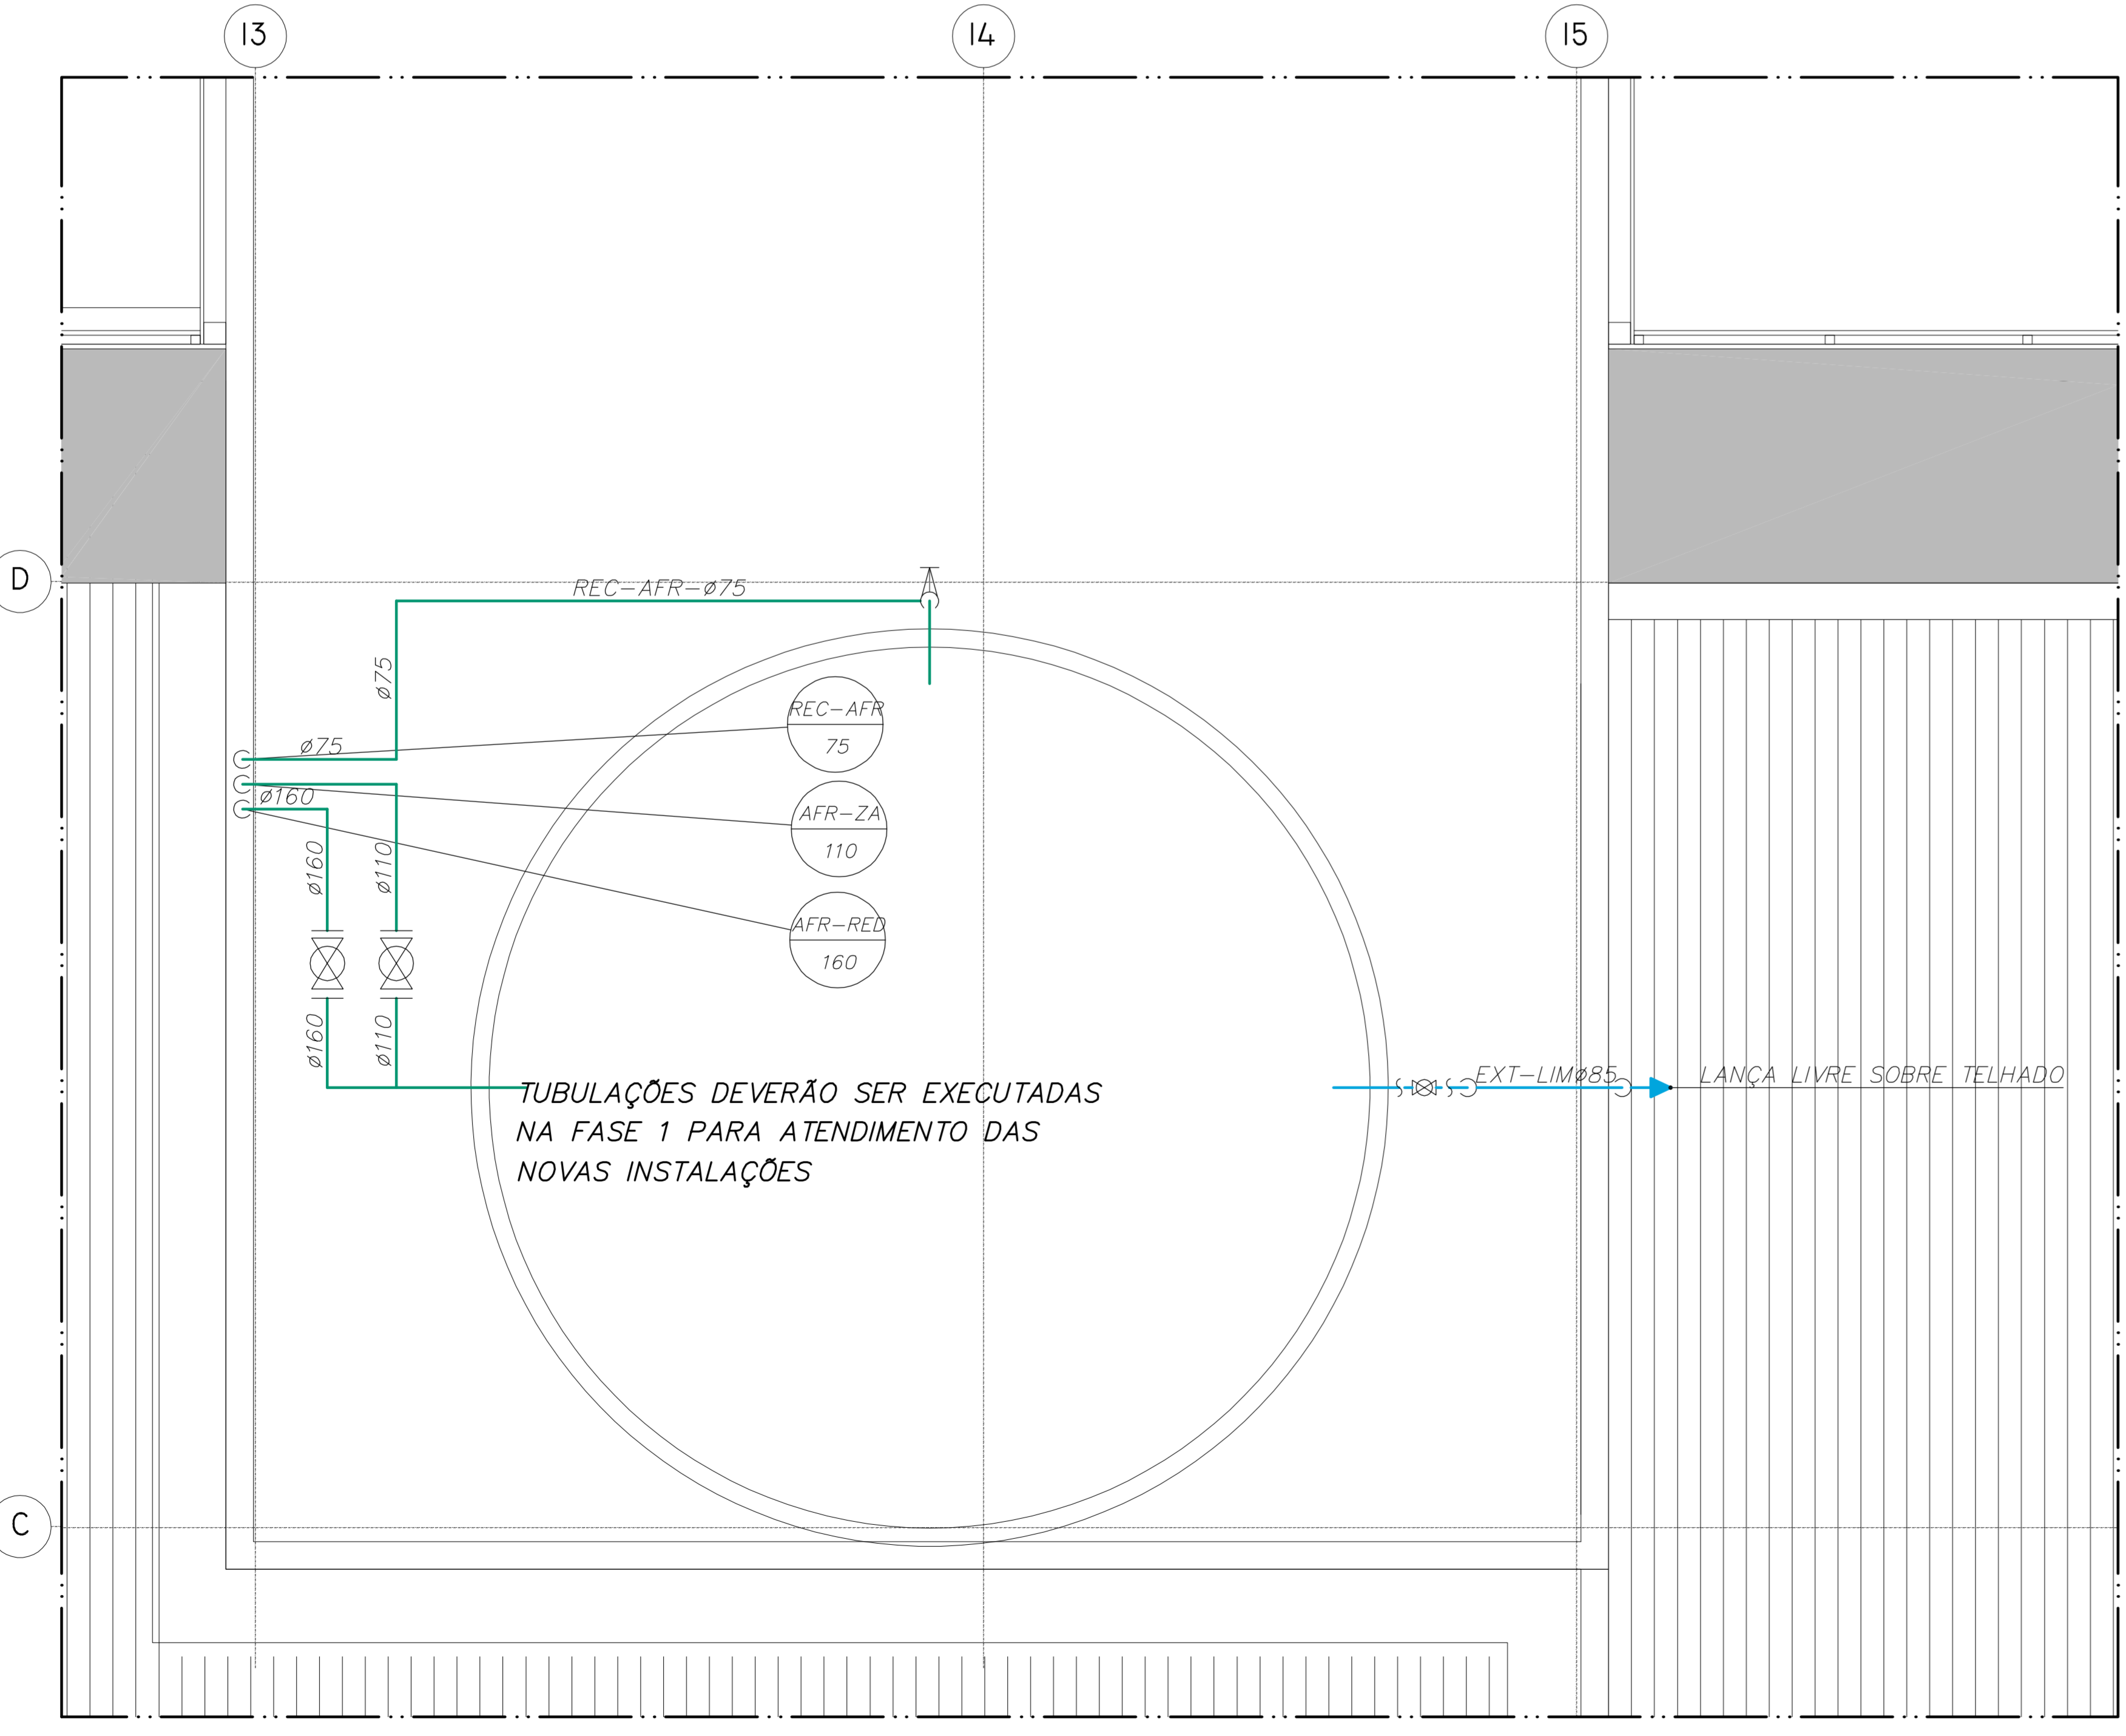 13
14
15
D
REC-AFR-ø75
ø75
REC-AFR
75
ø75
AFR-ZA
110
ø160
ø160
ø110
AFR-RED
160
ø160
ø110
TUBULAÇÕES DEVERÃO SER EXECUTADAS
NA FASE 1 PARA ATENDIMENTO DAS
NOVAS INSTALAÇÕES
EXT-LIMø85
LANÇA LIVRE SOBRE TELHADO
C